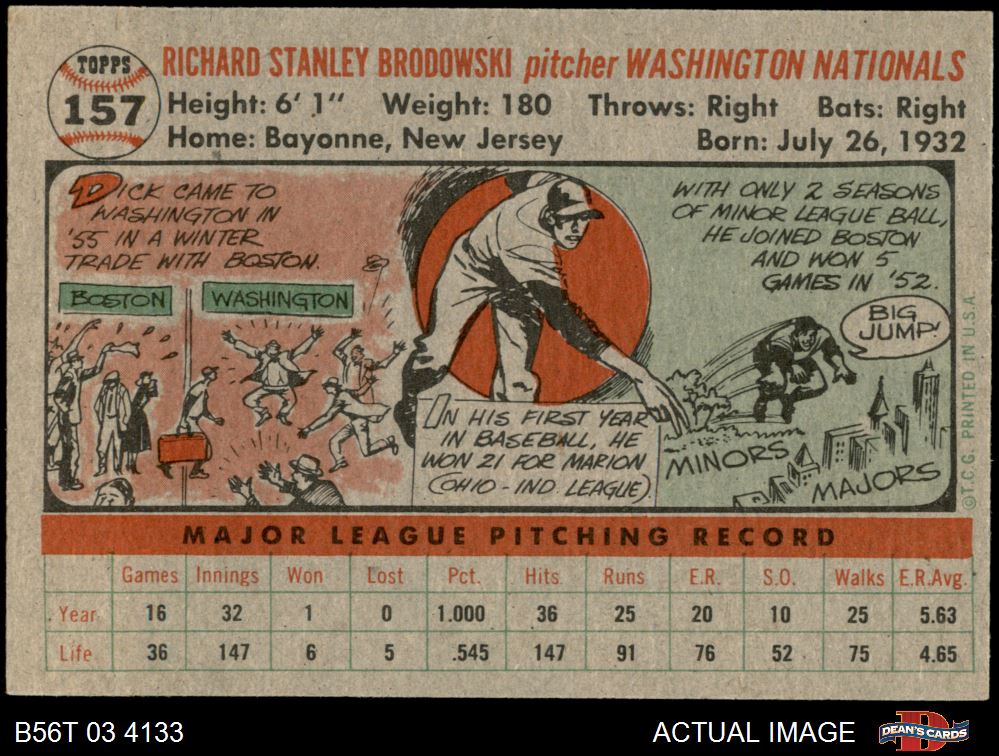 TOPPS
157
RICHARD STANLEY BRODOWSKI pitcher WASHINGTON NATIONALS
Height: 6' 1" Weight: 180 Throws: Right Bats: Right
Home: Bayonne, New Jersey Born: July 26, 1932
DICK CAME TO
WASHINGTON IN
'55 IN A WINTER
TRADE WITH BOSTON.
BOSTON
WASHINGTON
IN HIS FIRST YEAR
IN BASEBALL, HE
WON 21 FOR MARION
(OHIO-IND. LEAGUE).
WITH ONLY 2 SEASONS
OF MINOR LEAGUE BALL,
HE JOINED BOSTON
AND WON 5
GAMES IN '52.
BIG
JUMP!
MINORS
MAJORS
©T.C.G. PRINTED IN U.S.A.
MAJOR LEAGUE PITCHING RECORD
Games Innings Won Lost Pct. Hits Runs E.R. S.O. Walks E.R.Avg.
Year 16 32 1 0 1.000 36 25 20 10 25 5.63
Life 36 147 6 5 .545 147 91 76 52 75 4.65
B56T 03 4133
ACTUAL IMAGE
D
DEAN'S CARDS